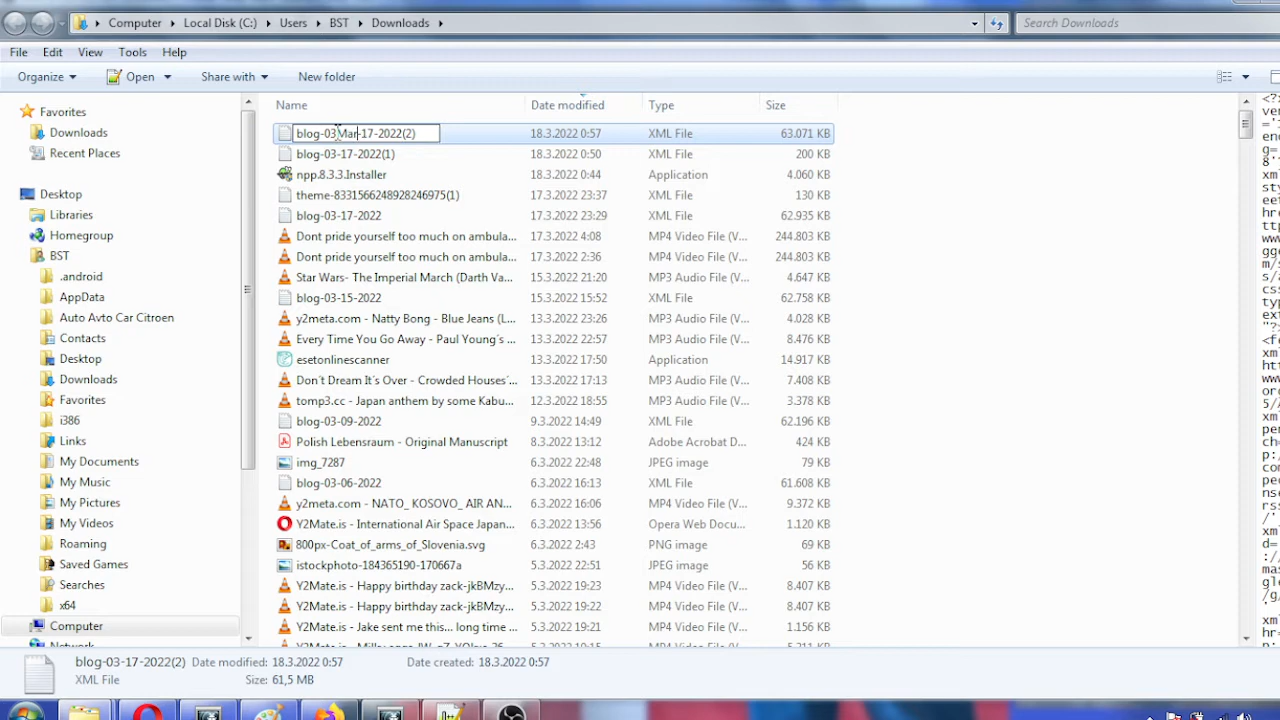 Computer Local Disk (C:) Users BST Downloads Search Downloads
File Edit View Tools Help
Organize Open Share with New folder
Favorites
Downloads
Recent Places
Desktop
Libraries
Homegroup
BST
.android
AppData
Auto Avto Car Citroen
Contacts
Desktop
Downloads
Favorites
i386
Links
My Documents
My Music
My Pictures
My Videos
Roaming
Saved Games
Searches
x64
Computer
Network
Name Date modified Type Size
blog-03Mar-17-2022(2) 18.3.2022 0:57 XML File 63.071 KB
blog-03-17-2022(1) 18.3.2022 0:50 XML File 200 KB
npp.8.3.3.Installer 18.3.2022 0:44 Application 4.060 KB
theme-8331566248928246975(1) 17.3.2022 23:37 XML File 130 KB
blog-03-17-2022 17.3.2022 23:29 XML File 62.935 KB
Dont pride yourself too much on ambula... 17.3.2022 4:08 MP4 Video File (V... 244.803 KB
Dont pride yourself too much on ambula... 17.3.2022 2:36 MP4 Video File (V... 244.803 KB
Star Wars- The Imperial March (Darth Va... 15.3.2022 21:20 MP3 Audio File (V... 4.647 KB
blog-03-15-2022 15.3.2022 15:52 XML File 62.758 KB
y2meta.com - Natty Bong - Blue Jeans (L... 13.3.2022 23:26 MP3 Audio File (V... 4.028 KB
Every Time You Go Away - Paul Young´s ... 13.3.2022 22:57 MP3 Audio File (V... 8.476 KB
esetonlinescanner 13.3.2022 17:50 Application 14.917 KB
Don´t Dream It's Over - Crowded Houses´... 13.3.2022 17:13 MP3 Audio File (V... 7.408 KB
tomp3.cc - Japan anthem by some Kabu... 12.3.2022 18:55 MP3 Audio File (V... 3.378 KB
blog-03-09-2022 9.3.2022 14:49 XML File 62.196 KB
Polish Lebensraum - Original Manuscript 8.3.2022 13:12 Adobe Acrobat D... 424 KB
img_7287 6.3.2022 22:48 JPEG image 79 KB
blog-03-06-2022 6.3.2022 16:13 XML File 61.608 KB
y2meta.com - NATO_ KOSOVO_ AIR AN... 6.3.2022 16:06 MP4 Video File (V... 9.372 KB
Y2Mate.is - International Air Space Japan... 6.3.2022 13:56 Opera Web Docu... 1.120 KB
800px-Coat_of_arms_of_Slovenia.svg 6.3.2022 2:43 PNG image 69 KB
istockphoto-184365190-170667a 5.3.2022 22:51 JPEG image 56 KB
Y2Mate.is - Happy birthday zack-jkBMzy... 5.3.2022 19:23 MP4 Video File (V... 8.407 KB
Y2Mate.is - Happy birthday zack-jkBMzy... 5.3.2022 19:22 MP4 Video File (V... 8.407 KB
Y2Mate.is - Jake sent me this... long time ... 5.3.2022 19:21 MP4 Video File (V... 1.156 KB
blog-03-17-2022(2) Date modified: 18.3.2022 0:57 Date created: 18.3.2022 0:57
XML File Size: 61,5 MB